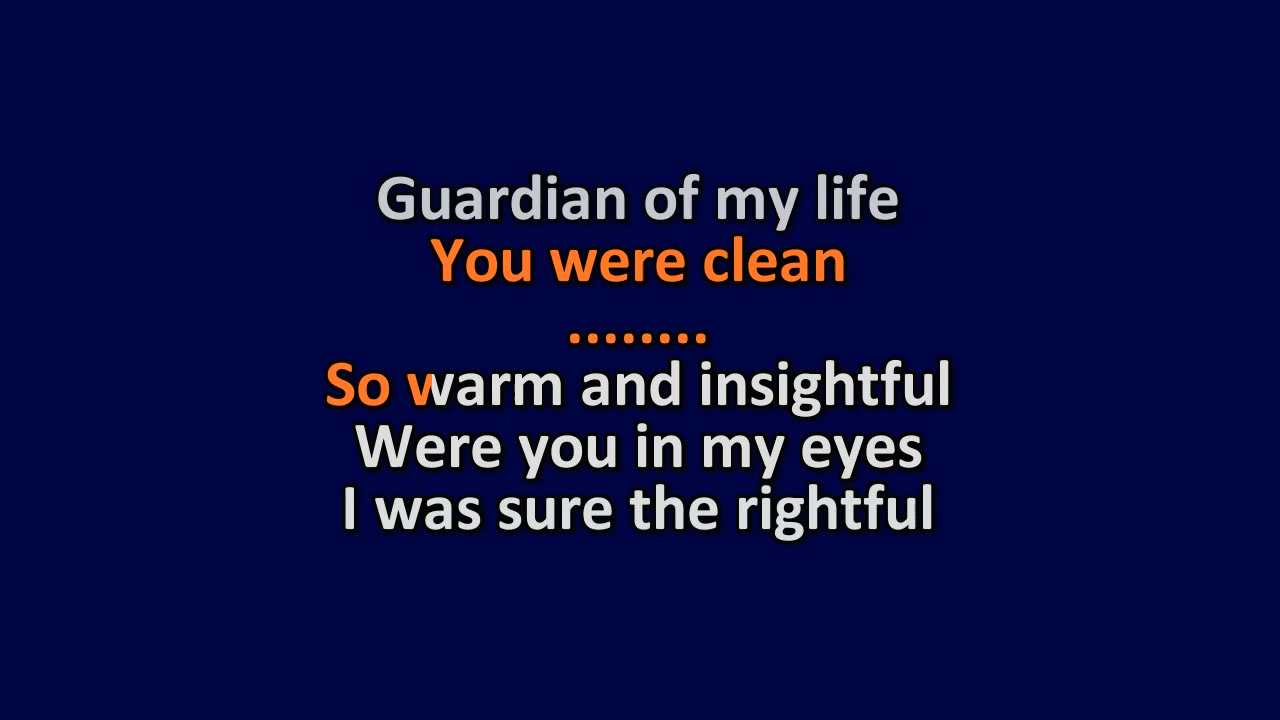 Guardian of my life
You were clean
........
So warm and insightful
Were you in my eyes
I was sure the rightful